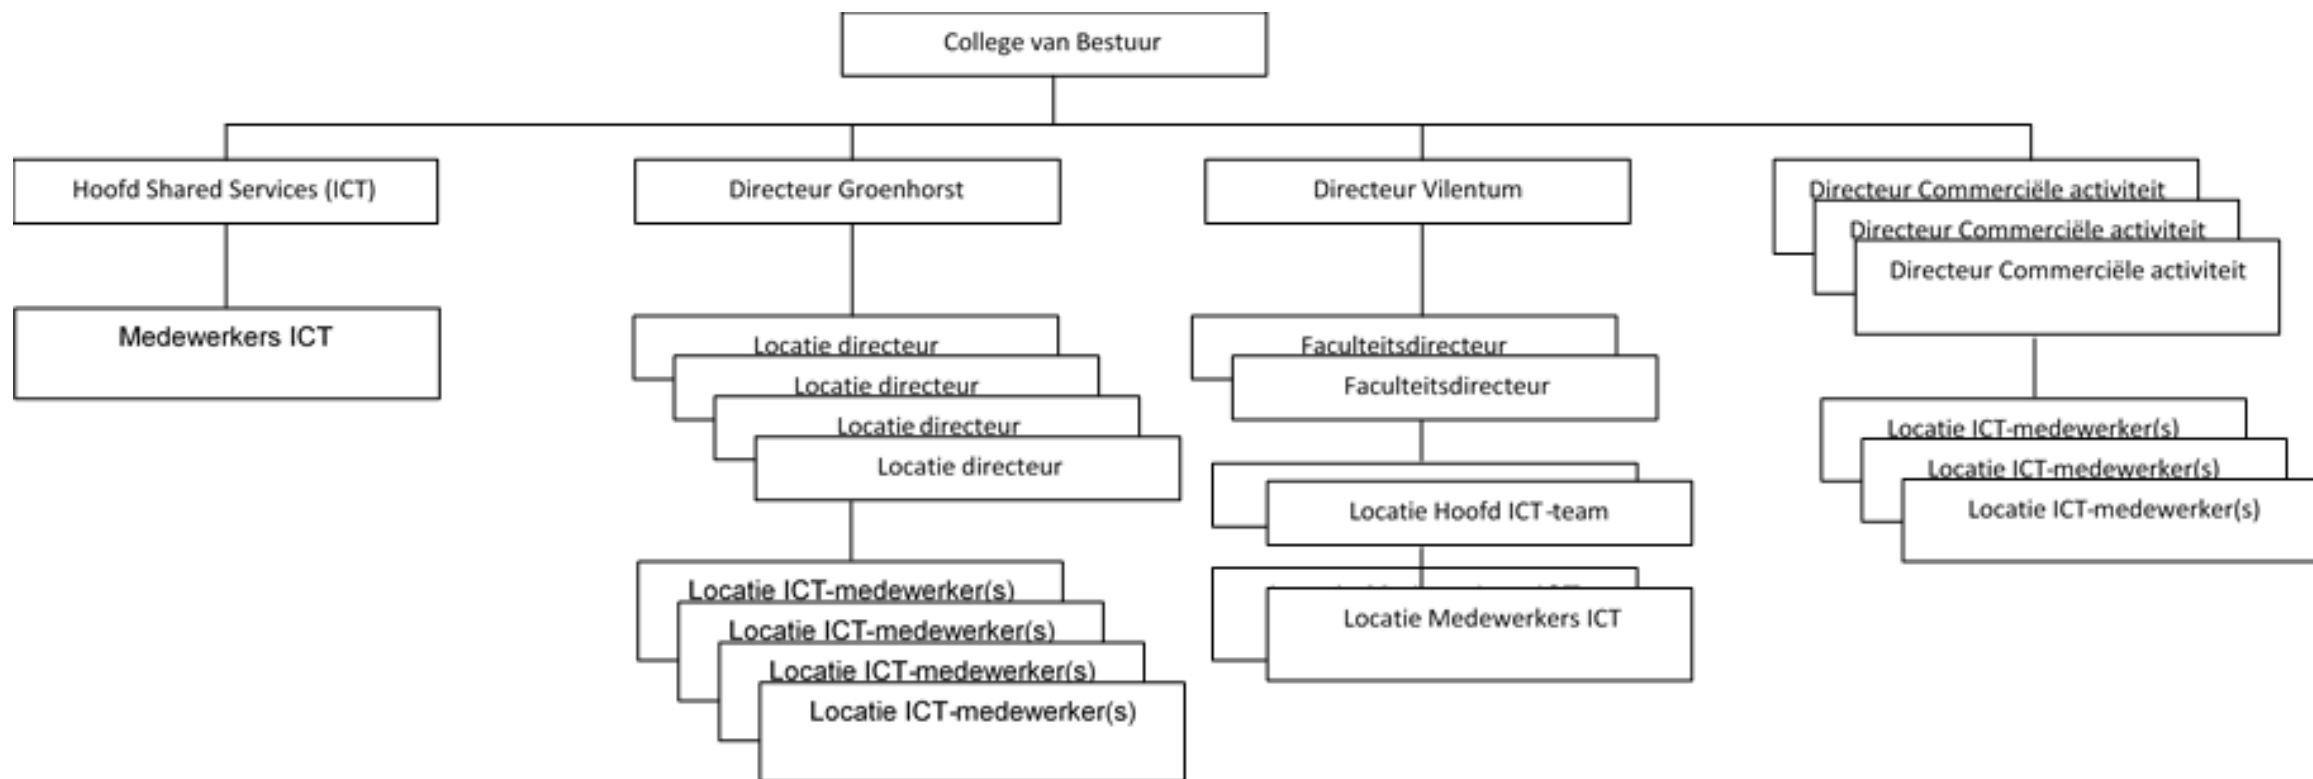 College van Bestuur
Hoofd Shared Services (ICT)
Directeur Groenhorst
Directeur Vilentum
Directeur Commerciële activiteit
Directeur Commerciële activiteit
Directeur Commerciële activiteit
Medewerkers ICT
Locatie directeur
Locatie directeur
Locatie directeur
Locatie directeur
Faculteitsdirecteur
Faculteitsdirecteur
Locatie ICT-medewerker(s)
Locatie ICT-medewerker(s)
Locatie ICT-medewerker(s)
Locatie Hoofd ICT-team
Locatie ICT-medewerker(s)
Locatie ICT-medewerker(s)
Locatie ICT-medewerker(s)
Locatie ICT-medewerker(s)
Locatie Medewerkers ICT